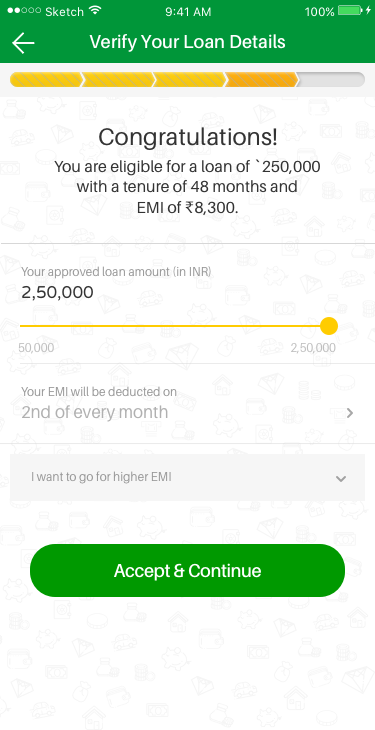 Sketch 9:41 AM 100%
Verify Your Loan Details
Congratulations!
You are eligible for a loan of `250,000
with a tenure of 48 months and
EMI of ₹8,300.
Your approved loan amount (in INR)
2,50,000
50,000 2,50,000
Your EMI will be deducted on
2nd of every month
I want to go for higher EMI
Accept & Continue